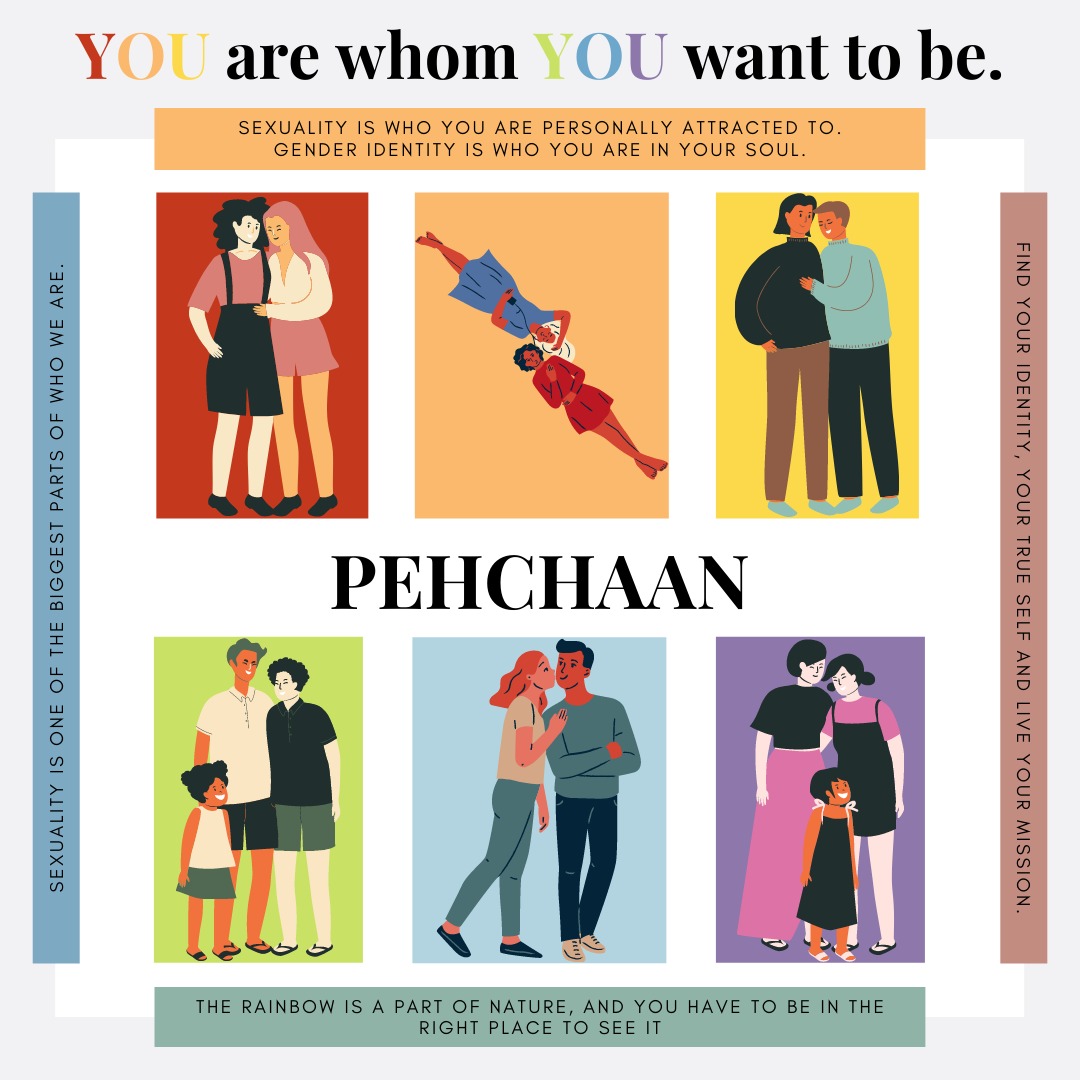 YOU are whom YOU want to be.
SEXUALITY IS WHO YOU ARE PERSONALLY ATTRACTED TO.
GENDER IDENTITY IS WHO YOU ARE IN YOUR SOUL.
SEXUALITY IS ONE OF THE BIGGEST PARTS OF WHO WE ARE.
FIND YOUR IDENTITY, YOUR TRUE SELF AND LIVE YOUR MISSION.
PEHCHAAN
THE RAINBOW IS A PART OF NATURE, AND YOU HAVE TO BE IN THE
RIGHT PLACE TO SEE IT